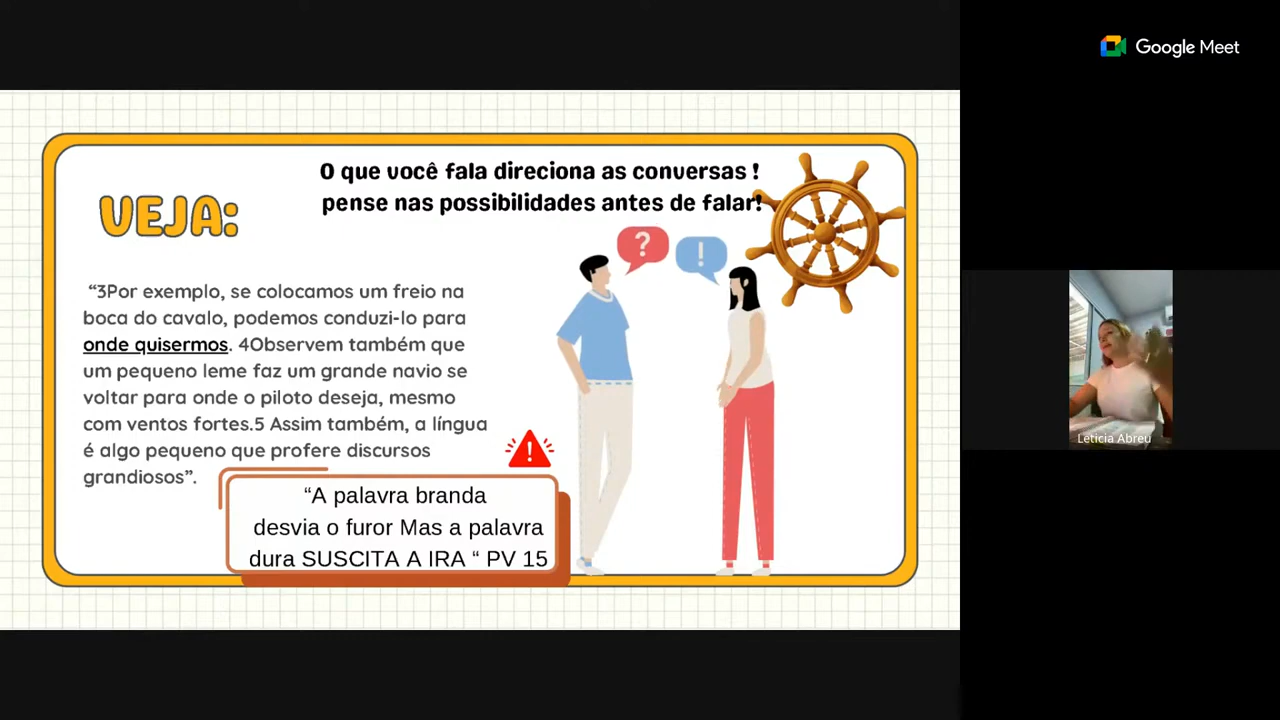 Google Meet
O que você fala direciona as conversas !
pense nas possibilidades antes de falar!
VEJA:
?
!
“3Por exemplo, se colocamos um freio na
boca do cavalo, podemos conduzi-lo para
onde quisermos. 4Observem também que
um pequeno leme faz um grande navio se
voltar para onde o piloto deseja, mesmo
com ventos fortes.5 Assim também, a língua
é algo pequeno que profere discursos
grandiosos”.
!
“A palavra branda
desvia o furor Mas a palavra
dura SUSCITA A IRA “ PV 15
Letícia Abreu